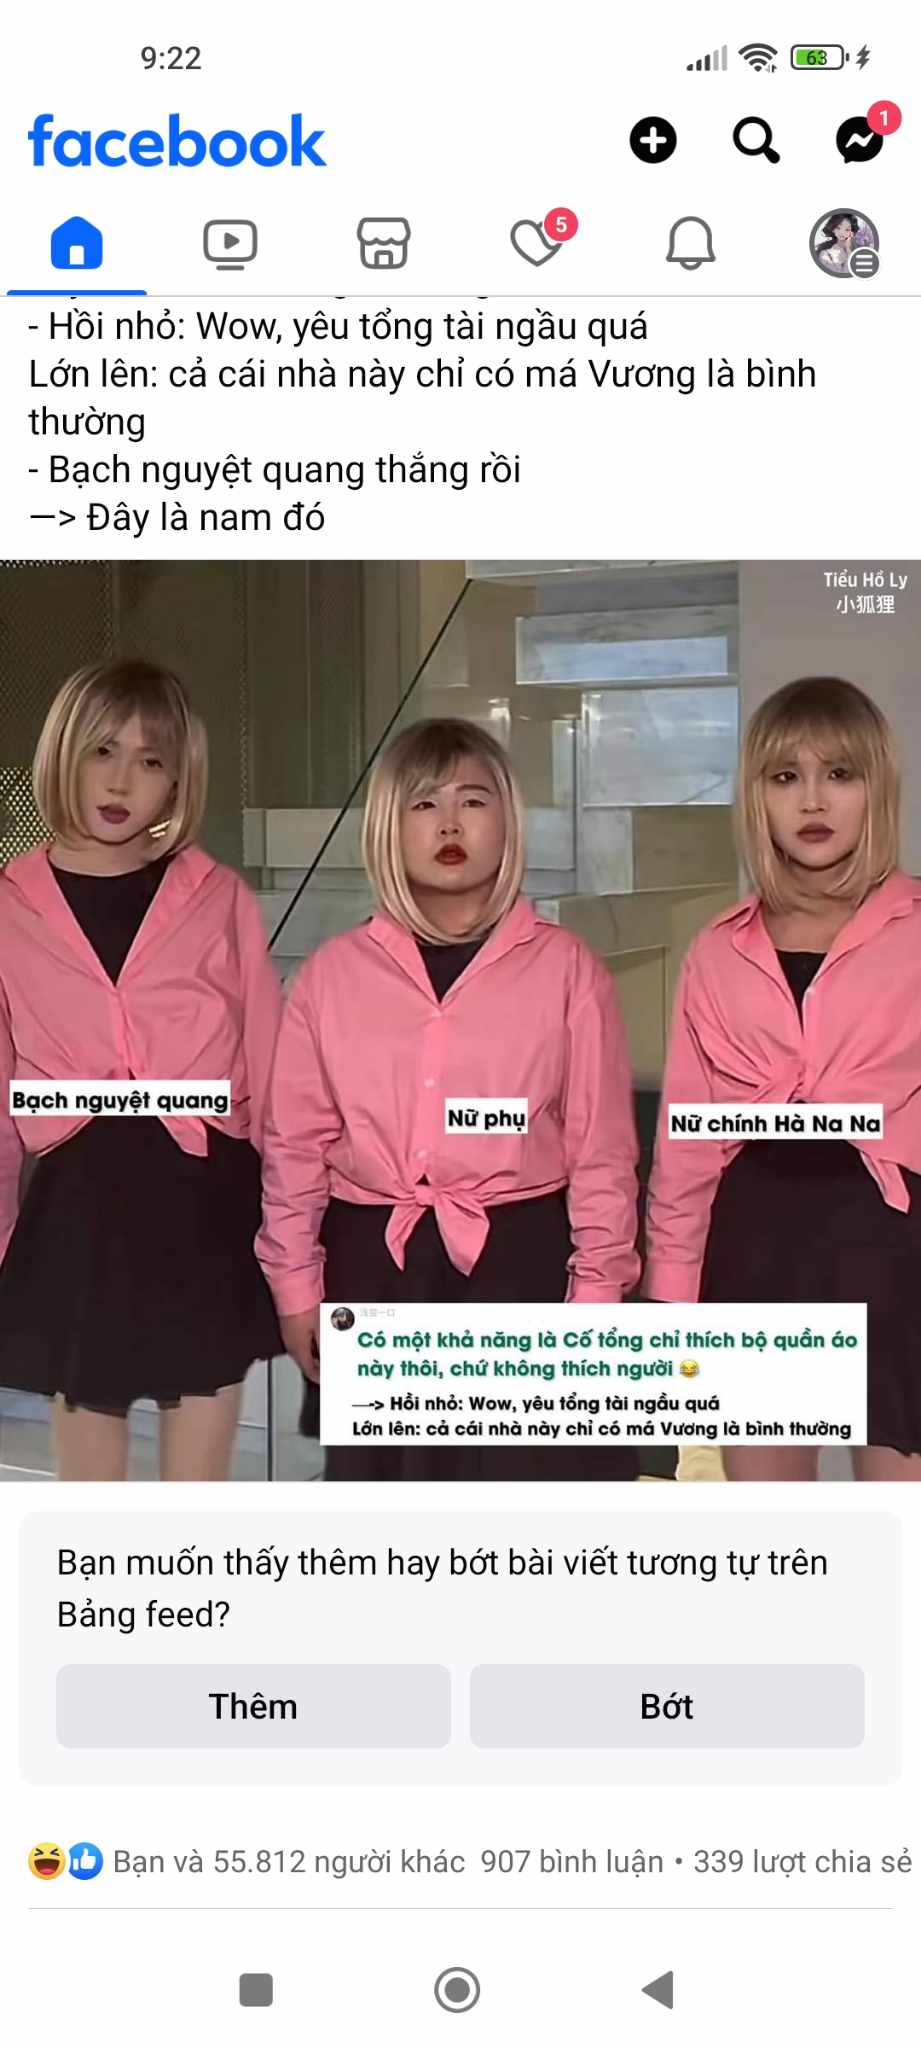 9:22
63
facebook
1
5
- Hồi nhỏ: Wow, yêu tổng tài ngầu quá
Lớn lên: cả cái nhà này chỉ có má Vương là bình
thường
- Bạch nguyệt quang thắng rồi
—> Đây là nam đó
Tiểu Hồ Ly
小狐狸
Bạch nguyệt quang
Nữ phụ
Nữ chính Hà Na Na
Có một khả năng là Cố tổng chỉ thích bộ quần áo
này thôi, chứ không thích người 😂
—-> Hồi nhỏ: Wow, yêu tổng tài ngầu quá
Lớn lên: cả cái nhà này chỉ có má Vương là bình thường
Bạn muốn thấy thêm hay bớt bài viết tương tự trên
Bảng feed?
Thêm
Bớt
Bạn và 55.812 người khác 907 bình luận • 339 lượt chia sẻ